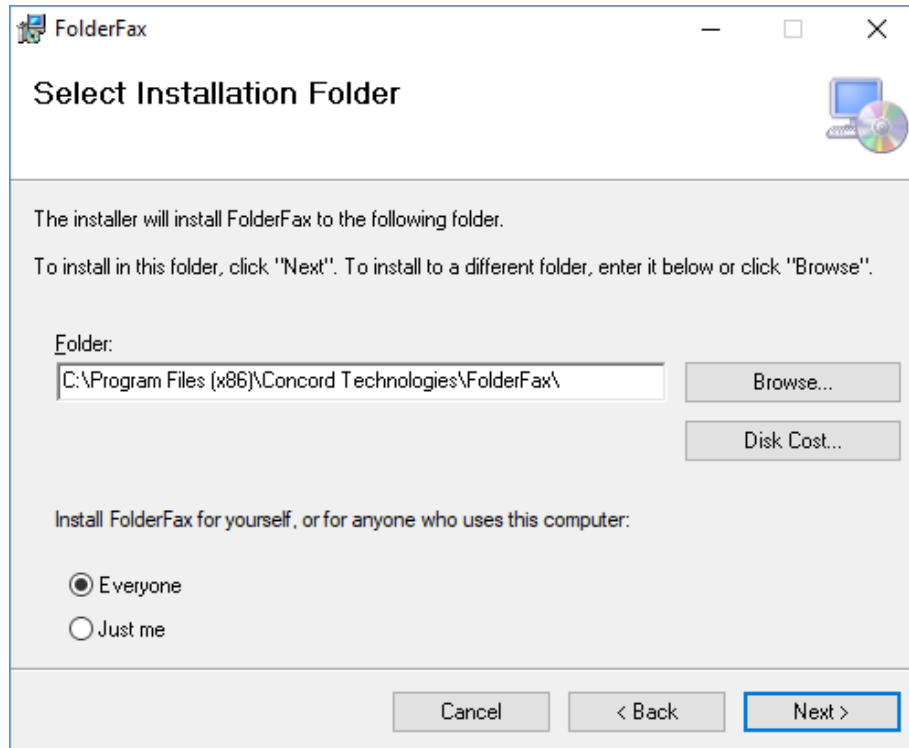 FolderFax
Select Installation Folder
The installer will install FolderFax to the following folder.
To install in this folder, click "Next". To install to a different folder, enter it below or click "Browse".
Folder:
C:\Program Files (x86)\Concord Technologies\FolderFax\
Browse...
Disk Cost...
Install FolderFax for yourself, or for anyone who uses this computer:
Everyone
Just me
Cancel
< Back
Next >